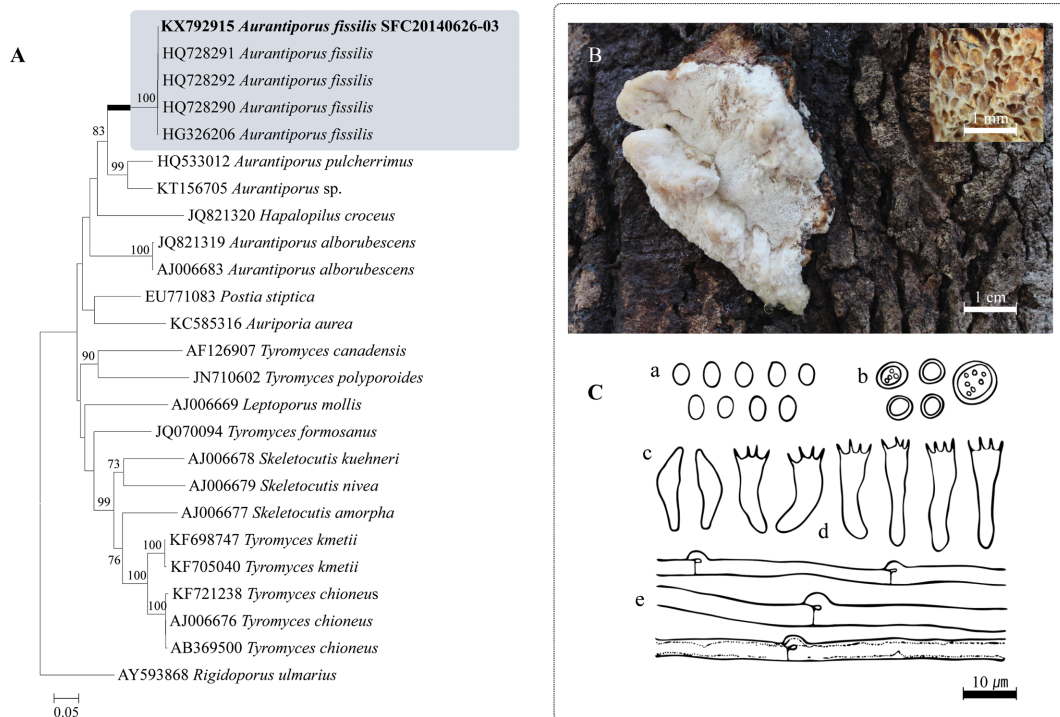 A
KX792915 Aurantiporus fissilis SFC20140626-03
HQ728291 Aurantiporus fissilis
HQ728292 Aurantiporus fissilis
100
HQ728290 Aurantiporus fissilis
HG326206 Aurantiporus fissilis
83
HQ533012 Aurantiporus pulcherrimus
99
KT156705 Aurantiporus sp.
JQ821320 Hapalopilus croceus
JQ821319 Aurantiporus alborubescens
100
AJ006683 Aurantiporus alborubescens
EU771083 Postia stiptica
KC585316 Auriporia aurea
AF126907 Tyromyces canadensis
90
JN710602 Tyromyces polyporoides
AJ006669 Leptoporus mollis
JQ070094 Tyromyces formosanus
AJ006678 Skeletocutis kuehneri
73
AJ006679 Skeletocutis nivea
99
AJ006677 Skeletocutis amorpha
KF698747 Tyromyces kmetii
100
KF705040 Tyromyces kmetii
76
100
KF721238 Tyromyces chioneus
100
AJ006676 Tyromyces chioneus
AB369500 Tyromyces chioneus
AY593868 Rigidoporus ulmarius
0.05
B
1 mm
1 cm
C
a
b
c
d
e
10 µm